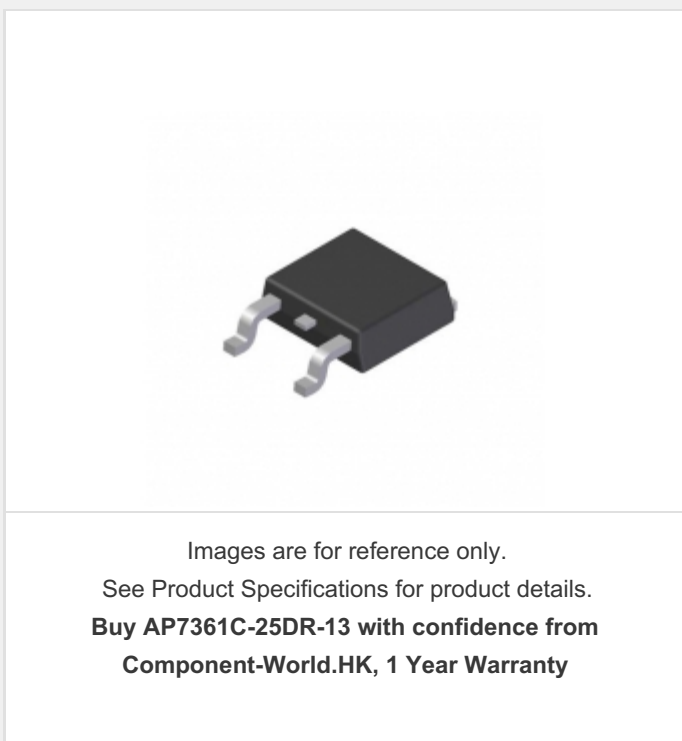 Images are for reference only.
See Product Specifications for product details.
Buy AP7361C-25DR-13 with confidence from
Component-World.HK, 1 Year Warranty